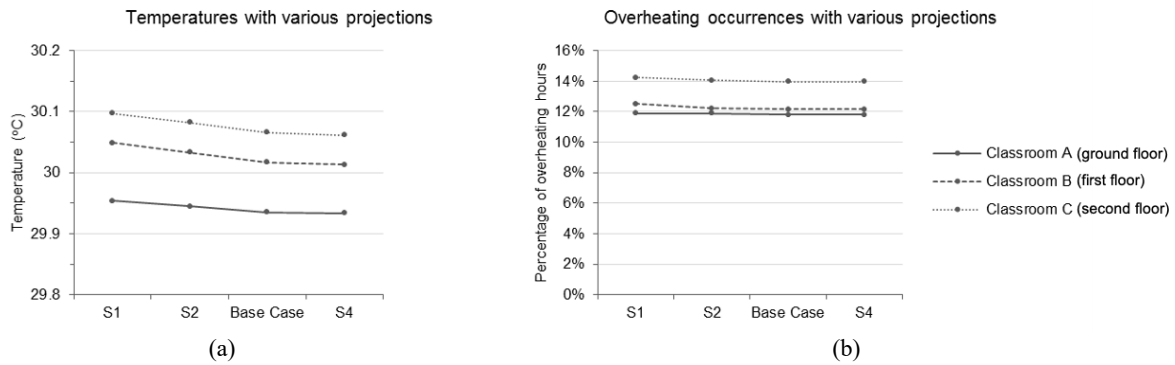 Temperatures with various projections
30.2
30.1
30
29.9
29.8
Temperature (ºC)
S1 S2 Base Case S4
(a)
Overheating occurrences with various projections
16%
14%
12%
10%
8%
6%
4%
2%
0%
Percentage of overheating hours
S1 S2 Base Case S4
(b)
Classroom A (ground floor)
Classroom B (first floor)
Classroom C (second floor)